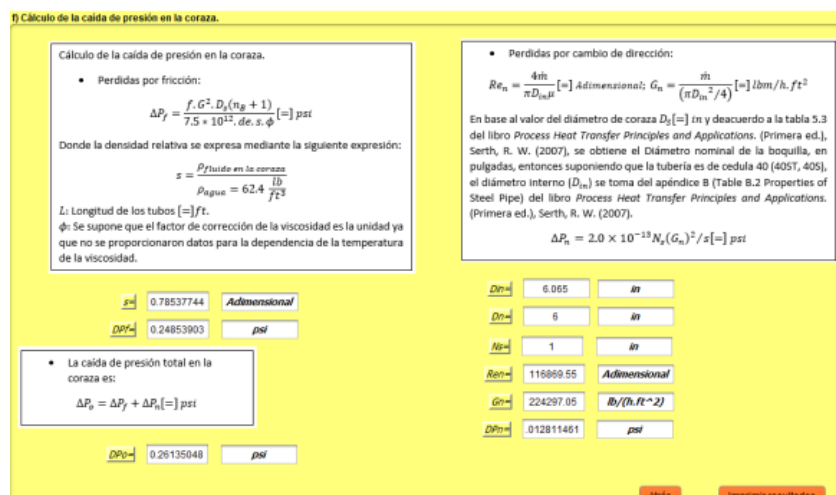 f) Cálculo de la caída de presión en la coraza.
Cálculo de la caída de presión en la coraza.
• Perdidas por fricción:
ΔP_f = f.G².D_s(n_B + 1) / 7.5 * 10¹².de.s.ϕ [=] psi
Donde la densidad relativa se expresa mediante la siguiente expresión:
s = ρ_fluido en la coraza / ρ_agua = 62.4 lb/ft³
L: Longitud de los tubos [=]ft.
ϕ: Se supone que el factor de corrección de la viscosidad es la unidad ya
que no se proporcionaron datos para la dependencia de la temperatura
de la viscosidad.
s= 0.78537744 Adimensional
DPf= 0.24853903 psi
• La caída de presión total en la
coraza es:
ΔP_o = ΔP_f + ΔP_n[=] psi
DPo= 0.26135048 psi
• Perdidas por cambio de dirección:
Re_n = 4ṁ / πD_inμ [=] Adimensional; G_n = ṁ / (πD_in²/4) [=] lbm/h.ft²
En base al valor del diámetro de coraza D_s[=] in y deacuerdo a la tabla 5.3
del libro Process Heat Transfer Principles and Applications. (Primera ed.),
Serth, R. W. (2007), se obtiene el Diámetro nominal de la boquilla, en
pulgadas, entonces suponiendo que la tubería es de cedula 40 (40ST, 40S),
el diámetro interno (D_in) se toma del apéndice B (Table B.2 Properties of
Steel Pipe) del libro Process Heat Transfer Principles and Applications.
(Primera ed.), Serth, R. W. (2007).
ΔP_n = 2.0 × 10⁻¹³N_s(G_n)²/s[=] psi
Din= 6.065 in
Dn= 6 in
Ns= 1 in
Ren= 116869.55 Adimensional
Gn= 224297.05 lb/(h.ft^2)
DPn= .012811461 psi
Atrás Imprimir resultados